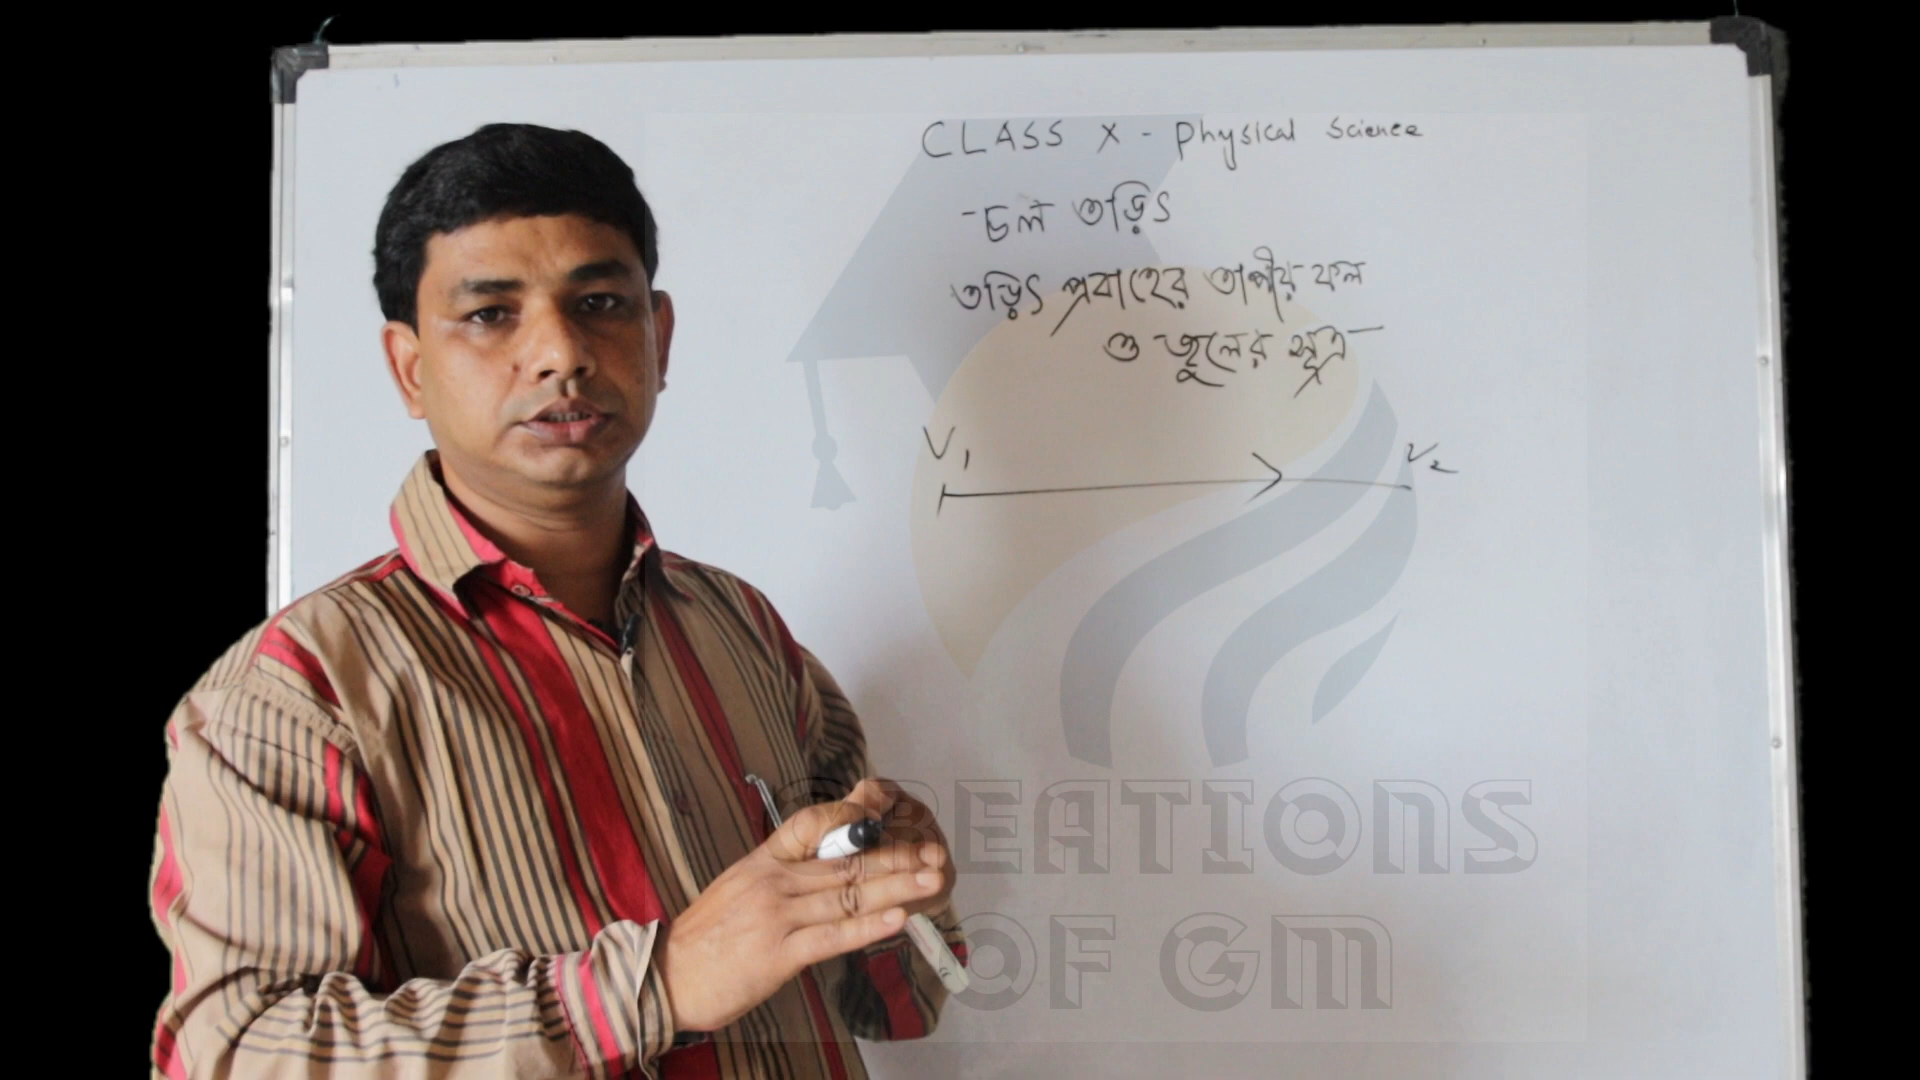 CLASS X - Physical Science
- চল তড়িৎ
তড়িৎ প্রবাহের তাপীয় ফল
ও জুলের সূত্র
V₁ V₂
CREATIONS
OF GM